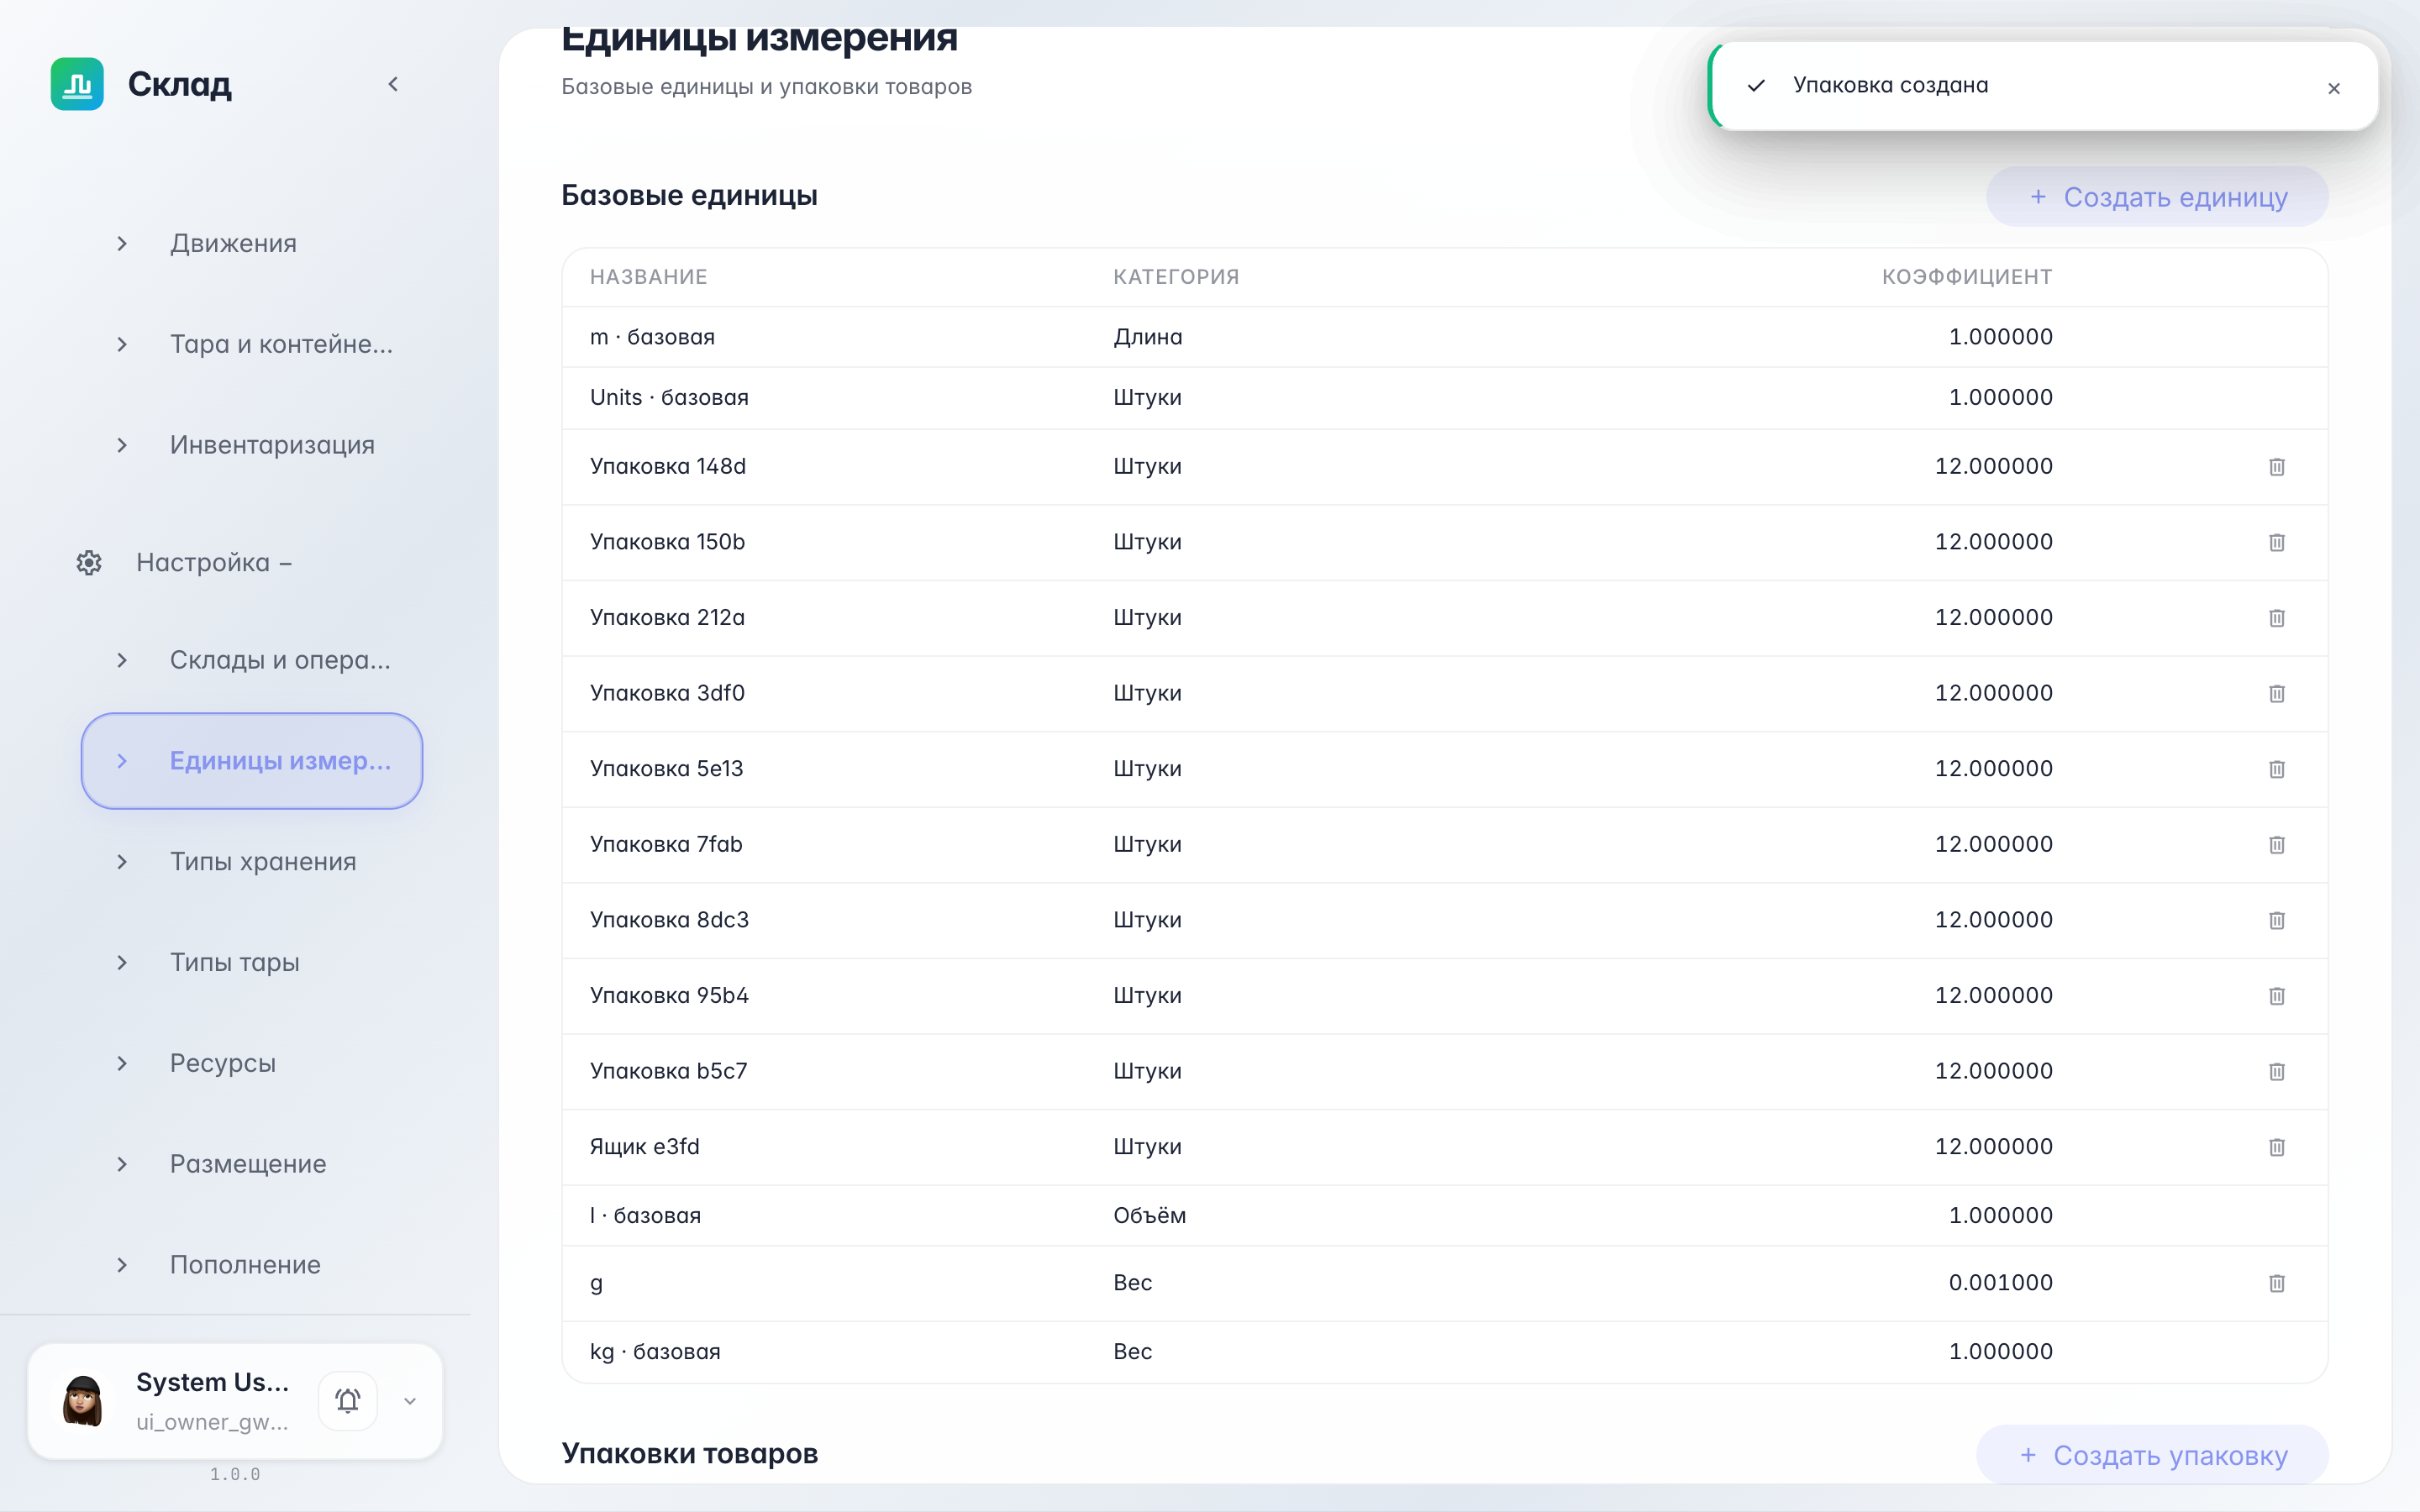 Склад
Движения
Тара и контейне...
Инвентаризация
Настройка –
Склады и опера...
Единицы измер...
Типы хранения
Типы тары
Ресурсы
Размещение
Пополнение
System Us...
ui_owner_gw...
1.0.0
Единицы измерения
Базовые единицы и упаковки товаров
Упаковка создана
Базовые единицы
+ Создать единицу
НАЗВАНИЕ КАТЕГОРИЯ КОЭФФИЦИЕНТ
m · базовая Длина 1.000000
Units · базовая Штуки 1.000000
Упаковка 148d Штуки 12.000000
Упаковка 150b Штуки 12.000000
Упаковка 212a Штуки 12.000000
Упаковка 3df0 Штуки 12.000000
Упаковка 5e13 Штуки 12.000000
Упаковка 7fab Штуки 12.000000
Упаковка 8dc3 Штуки 12.000000
Упаковка 95b4 Штуки 12.000000
Упаковка b5c7 Штуки 12.000000
Ящик e3fd Штуки 12.000000
l · базовая Объём 1.000000
g Вес 0.001000
kg · базовая Вес 1.000000
Упаковки товаров
+ Создать упаковку